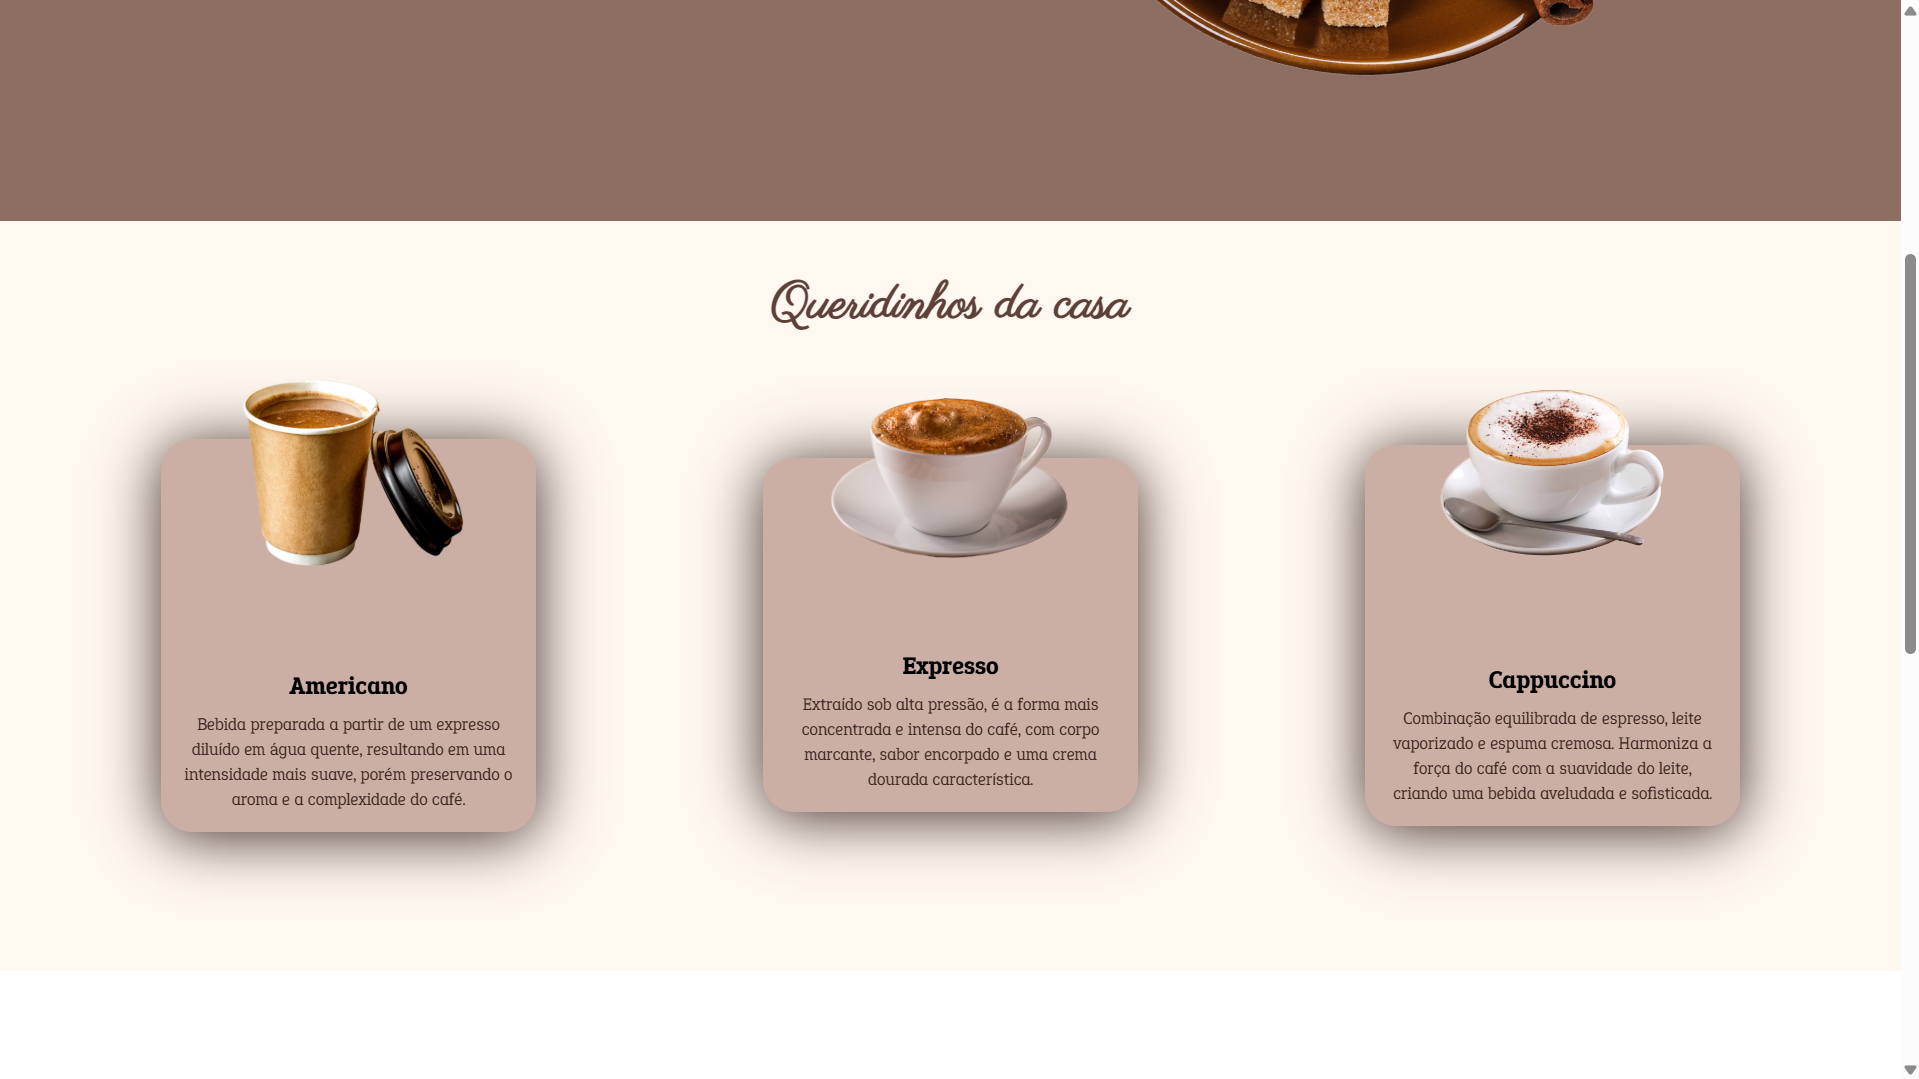 Queridinhos da casa
Americano
Bebida preparada a partir de um expresso
diluído em água quente, resultando em uma
intensidade mais suave, porém preservando o
aroma e a complexidade do café.
Expresso
Extraído sob alta pressão, é a forma mais
concentrada e intensa do café, com corpo
marcante, sabor encorpado e uma crema
dourada característica.
Cappuccino
Combinação equilibrada de espresso, leite
vaporizado e espuma cremosa. Harmoniza a
força do café com a suavidade do leite,
criando uma bebida aveludada e sofisticada.